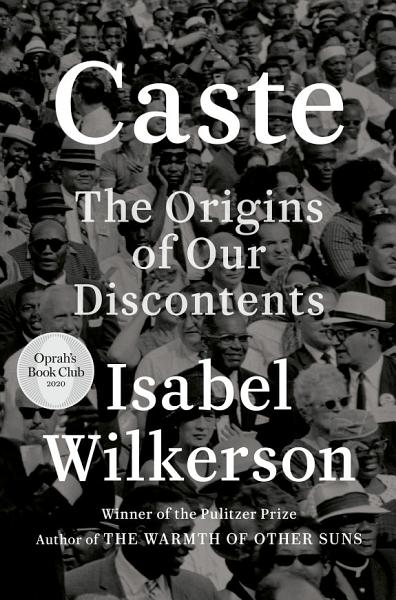 Caste
The Origins
of Our
Discontents
Oprah's
Book Club
2020
Isabel
Wilkerson
Winner of the Pulitzer Prize
Author of THE WARMTH OF OTHER SUNS